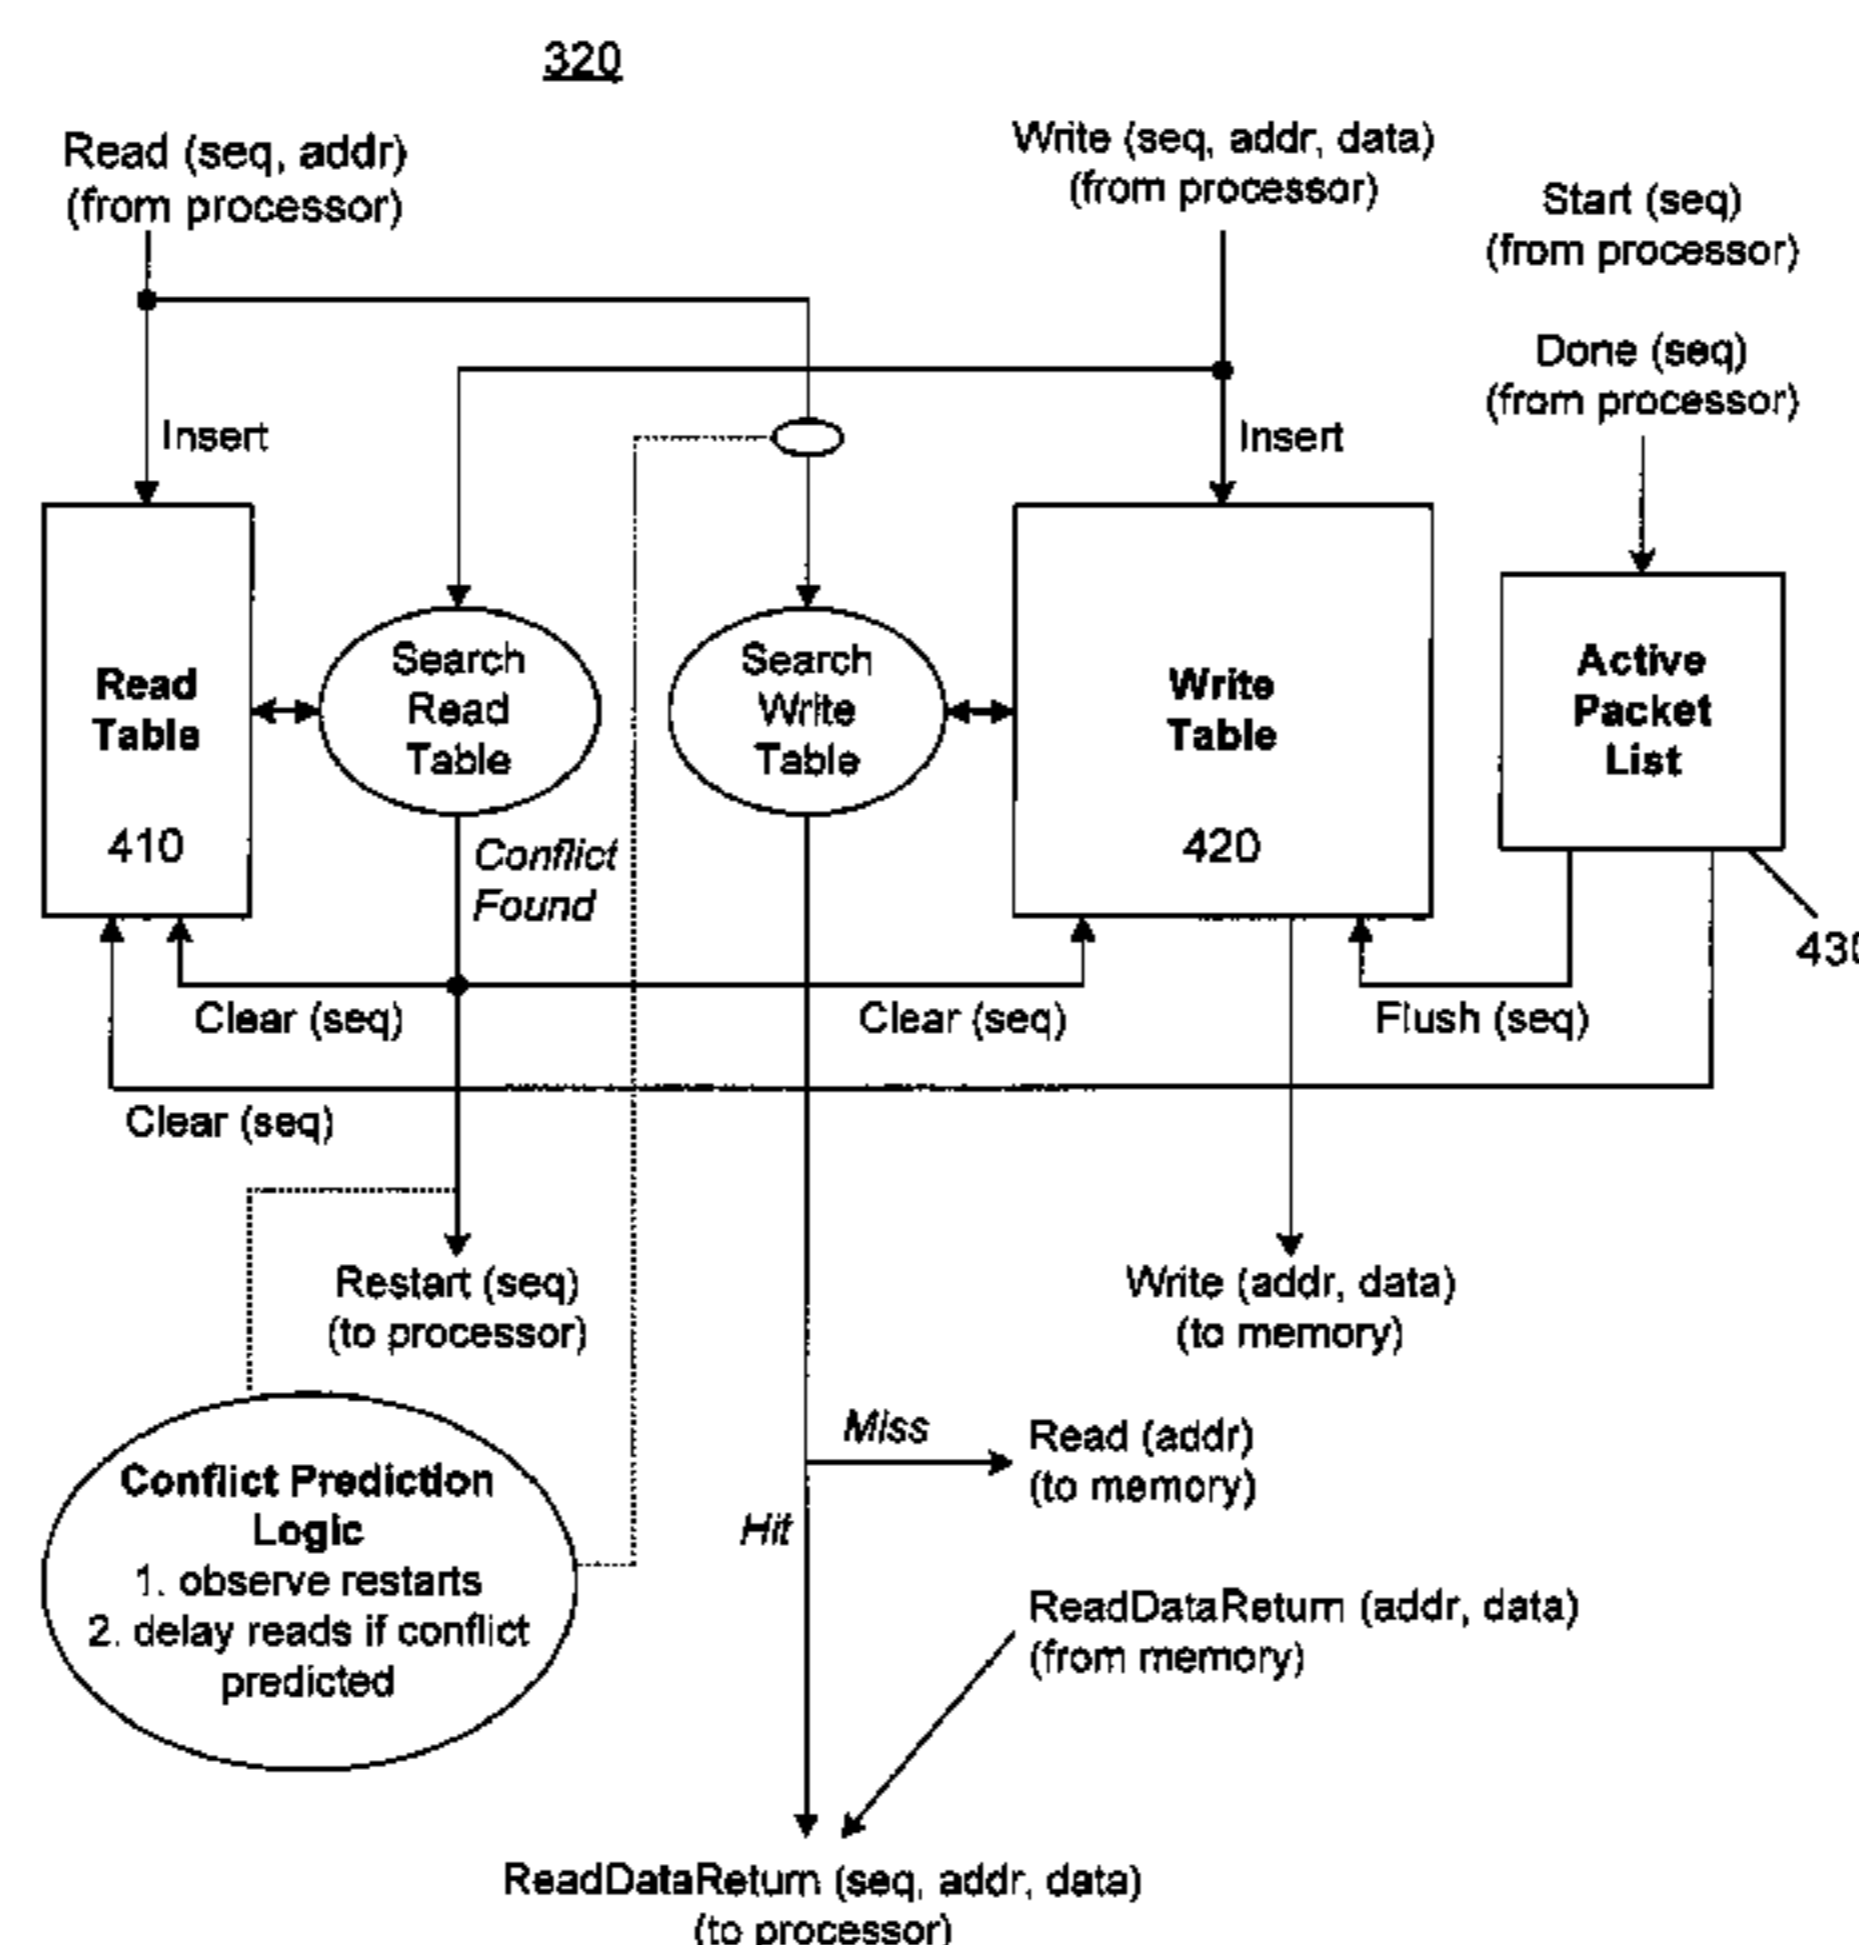 320
Read (seq, addr)
(from processor)
Write (seq, addr, data)
(from processor)
Start (seq)
(from processor)
Done (seq)
(from processor)
Insert
Insert
Read
Table
410
Search
Read
Table
Search
Write
Table
Write
Table
420
Active
Packet
List
430
Conflict
Found
Clear (seq)
Clear (seq)
Flush (seq)
Clear (seq)
Restart (seq)
(to processor)
Write (addr, data)
(to memory)
Miss
Read (addr)
(to memory)
Hit
Conflict Prediction
Logic
1. observe restarts
2. delay reads if conflict
predicted
ReadDataReturn (addr, data)
(from memory)
ReadDataReturn (seq, addr, data)
(to processor)